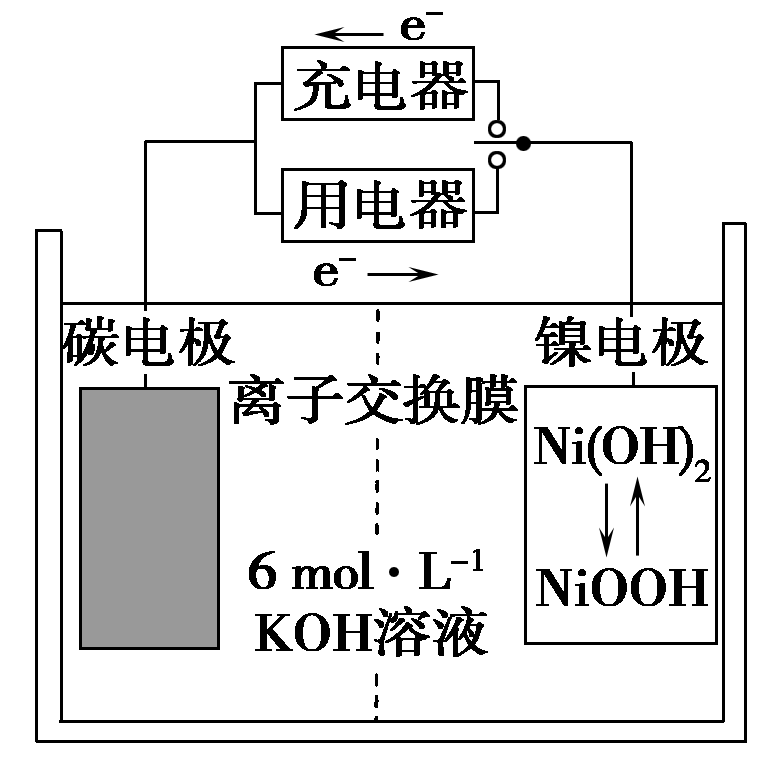 e⁻
充电器
用电器
e⁻
碳电极
镍电极
离子交换膜
Ni(OH)₂
NiOOH
6 mol·L⁻¹
KOH溶液